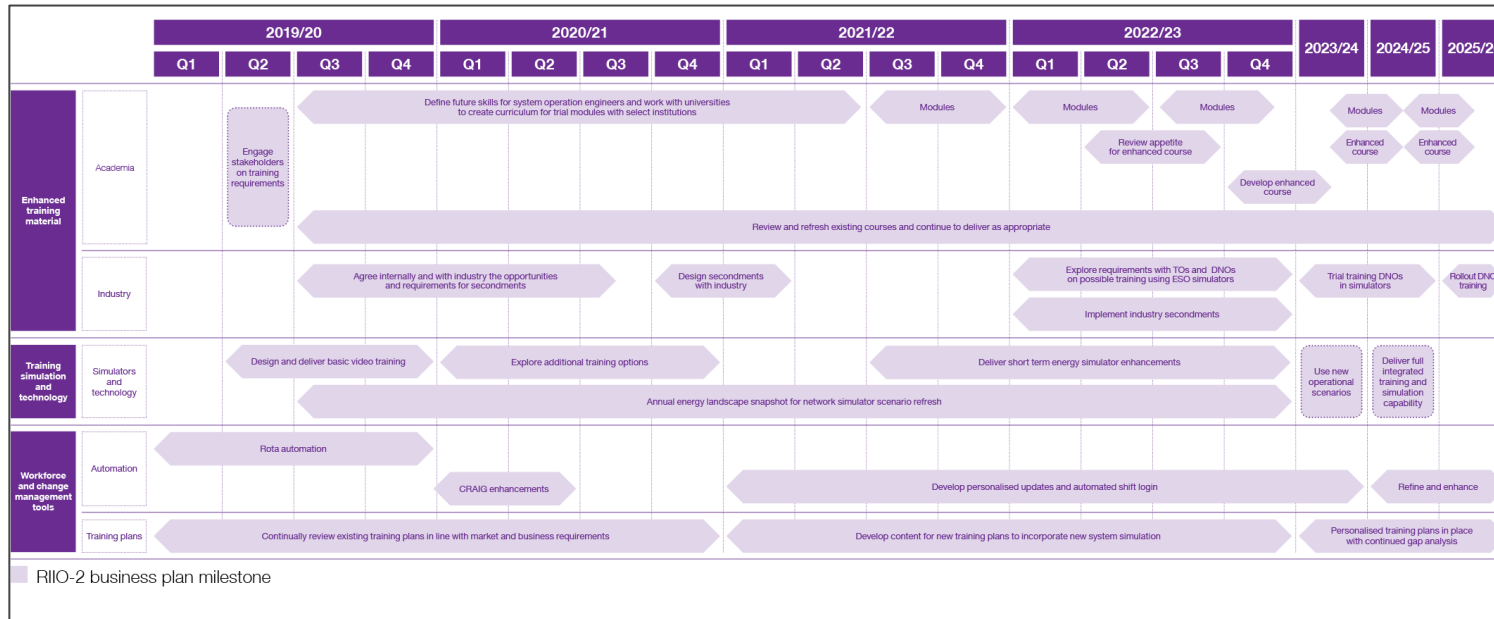 2019/20
2020/21
2021/22
2022/23
2023/24
2024/25
2025/2
Q1
Q2
Q3
Q4
Q1
Q2
Q3
Q4
Q1
Q2
Q3
Q4
Q1
Q2
Q3
Q4
Enhanced
training
material
Academia
Engage
stakeholders
on training
requirements
Define future skills for system operation engineers and work with universities
to create curriculum for trial modules with select institutions
Modules
Modules
Modules
Modules
Modules
Review appetite
for enhanced course
Enhanced
course
Enhanced
course
Develop enhanced
course
Review and refresh existing courses and continue to deliver as appropriate
Industry
Agree internally and with industry the opportunities
and requirements for secondments
Design secondments
with industry
Explore requirements with TOs and DNOs
on possible training using ESO simulators
Trial training DNOs
in simulators
Rollout DNO
training
Implement industry secondments
Training
simulation
and
technology
Simulators
and
technology
Design and deliver basic video training
Explore additional training options
Deliver short term energy simulator enhancements
Use new
operational
scenarios
Deliver full
integrated
training and
simulation
capability
Annual energy landscape snapshot for network simulator scenario refresh
Workforce
and change
management
tools
Automation
Rota automation
CRAIG enhancements
Develop personalised updates and automated shift login
Refine and enhance
Training plans
Continually review existing training plans in line with market and business requirements
Develop content for new training plans to incorporate new system simulation
Personalised training plans in place
with continued gap analysis
RIIO-2 business plan milestone